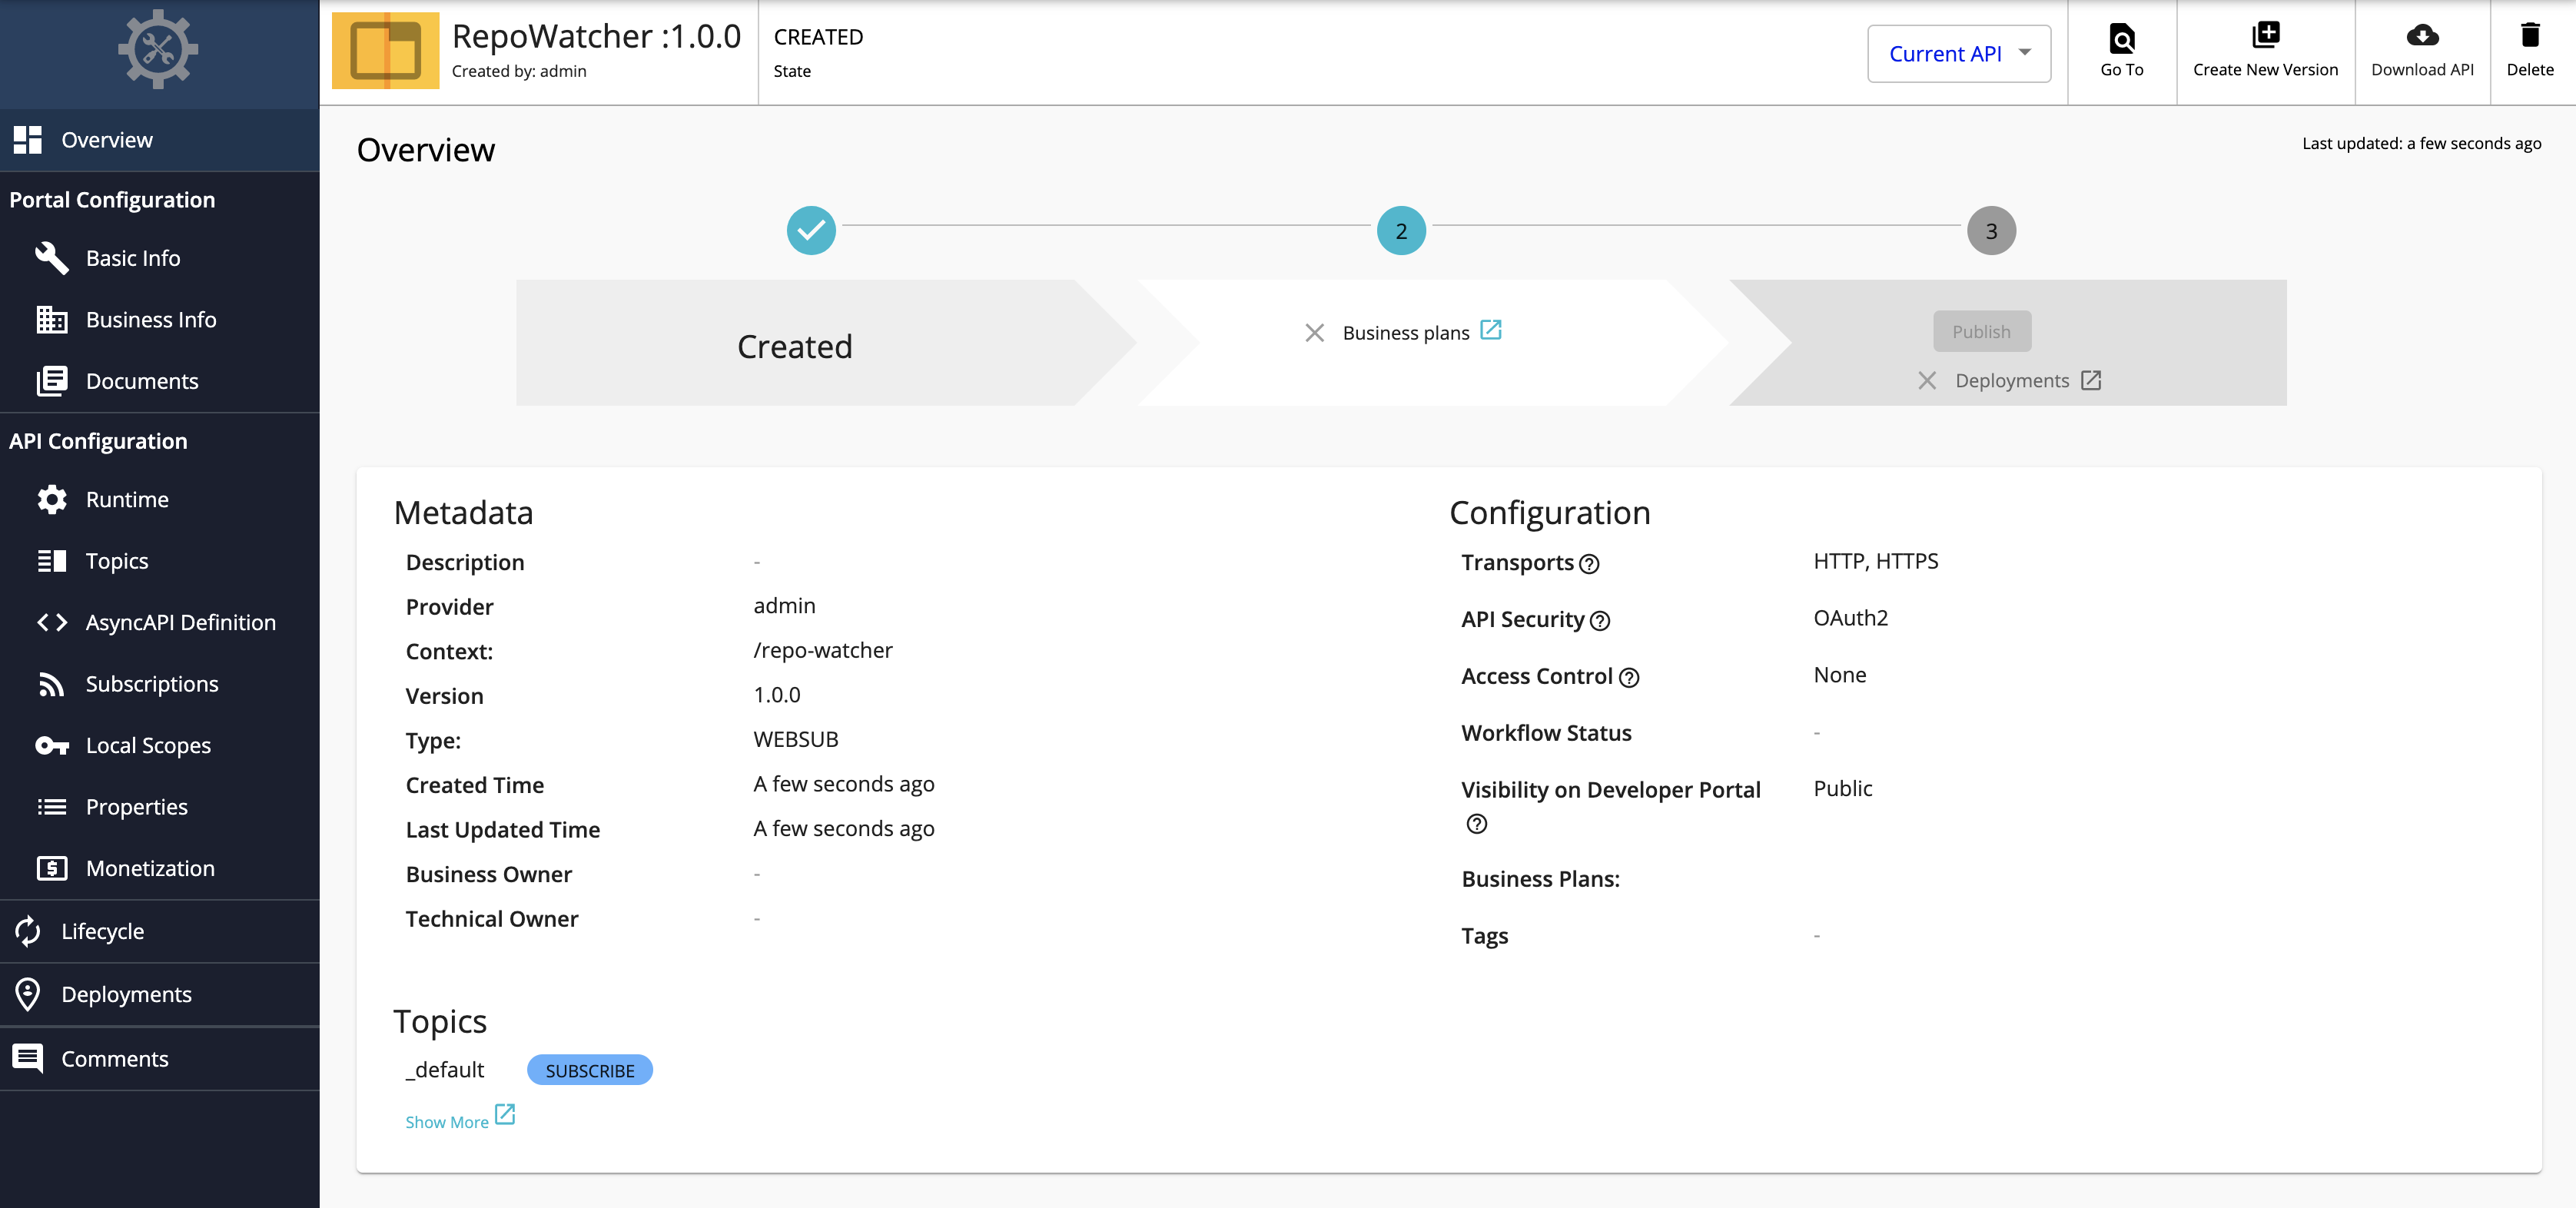 RepoWatcher :1.0.0
Created by: admin
CREATED
State
Current API
Go To
Create New Version
Download API
Delete
Overview
Portal Configuration
Basic Info
Business Info
Documents
API Configuration
Runtime
Topics
AsyncAPI Definition
Subscriptions
Local Scopes
Properties
Monetization
Lifecycle
Deployments
Comments
Overview
Last updated: a few seconds ago
2
3
Created
Business plans
Publish
Deployments
Metadata
Description -
Provider admin
Context: /repo-watcher
Version 1.0.0
Type: WEBSUB
Created Time A few seconds ago
Last Updated Time A few seconds ago
Business Owner -
Technical Owner -
Configuration
Transports HTTP, HTTPS
API Security OAuth2
Access Control None
Workflow Status -
Visibility on Developer Portal Public
Business Plans:
Tags -
Topics
_default SUBSCRIBE
Show More